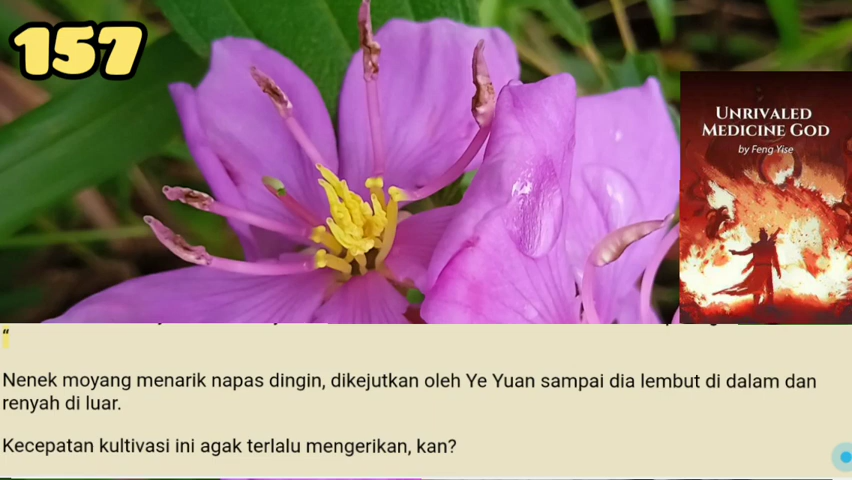 157
UNRIVALED
MEDICINE GOD
by Feng Yise
“
Nenek moyang menarik napas dingin, dikejutkan oleh Ye Yuan sampai dia lembut di dalam dan
renyah di luar.
Kecepatan kultivasi ini agak terlalu mengerikan, kan?